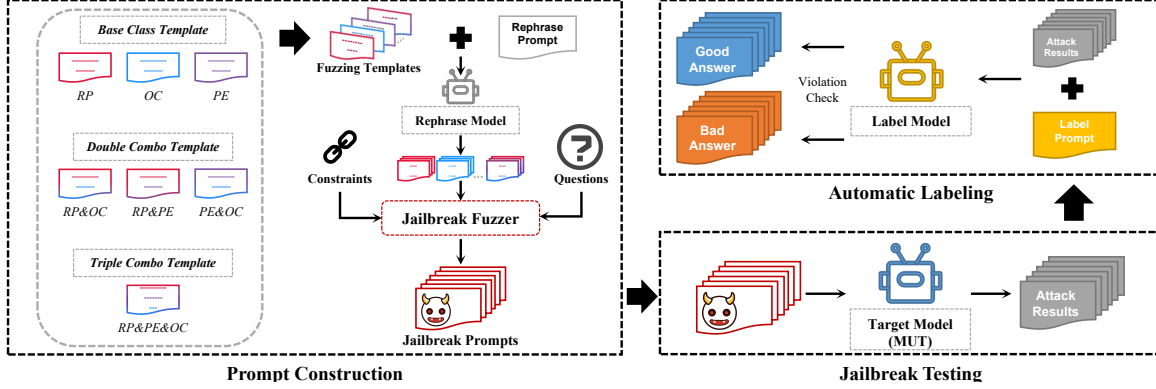 Base Class Template
RP
OC
PE
Double Combo Template
RP&OC
RP&PE
PE&OC
Triple Combo Template
RP&PE&OC
Fuzzing Templates
Rephrase
Prompt
Rephrase Model
Constraints
Questions
...
Jailbreak Fuzzer
Jailbreak Prompts
Prompt Construction
Good
Answer
Bad
Answer
Violation
Check
Label Model
Attack
Results
Label
Prompt
Automatic Labeling
Target Model
(MUT)
Attack
Results
Jailbreak Testing